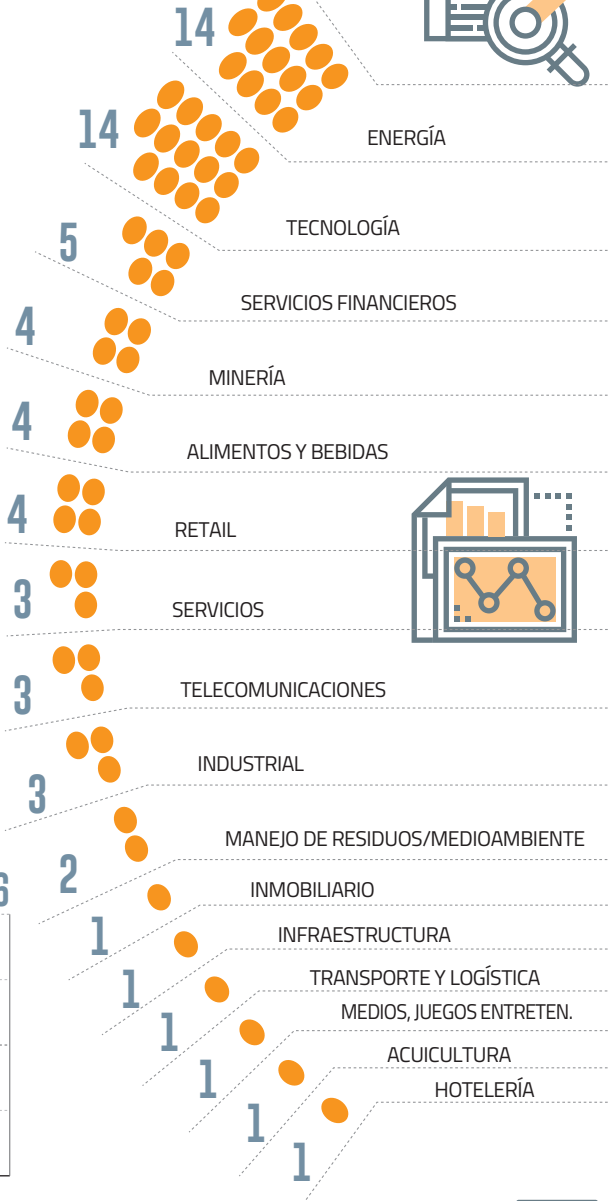 14
ENERGÍA
14
TECNOLOGÍA
5
SERVICIOS FINANCIEROS
4
MINERÍA
4
ALIMENTOS Y BEBIDAS
4
RETAIL
3
SERVICIOS
3
TELECOMUNICACIONES
3
INDUSTRIAL
2
MANEJO DE RESIDUOS/MEDIOAMBIENTE
6
1
INMOBILIARIO
1
INFRAESTRUCTURA
1
TRANSPORTE Y LOGÍSTICA
1
MEDIOS, JUEGOS ENTRETEN.
1
ACUICULTURA
1
HOTELERÍA